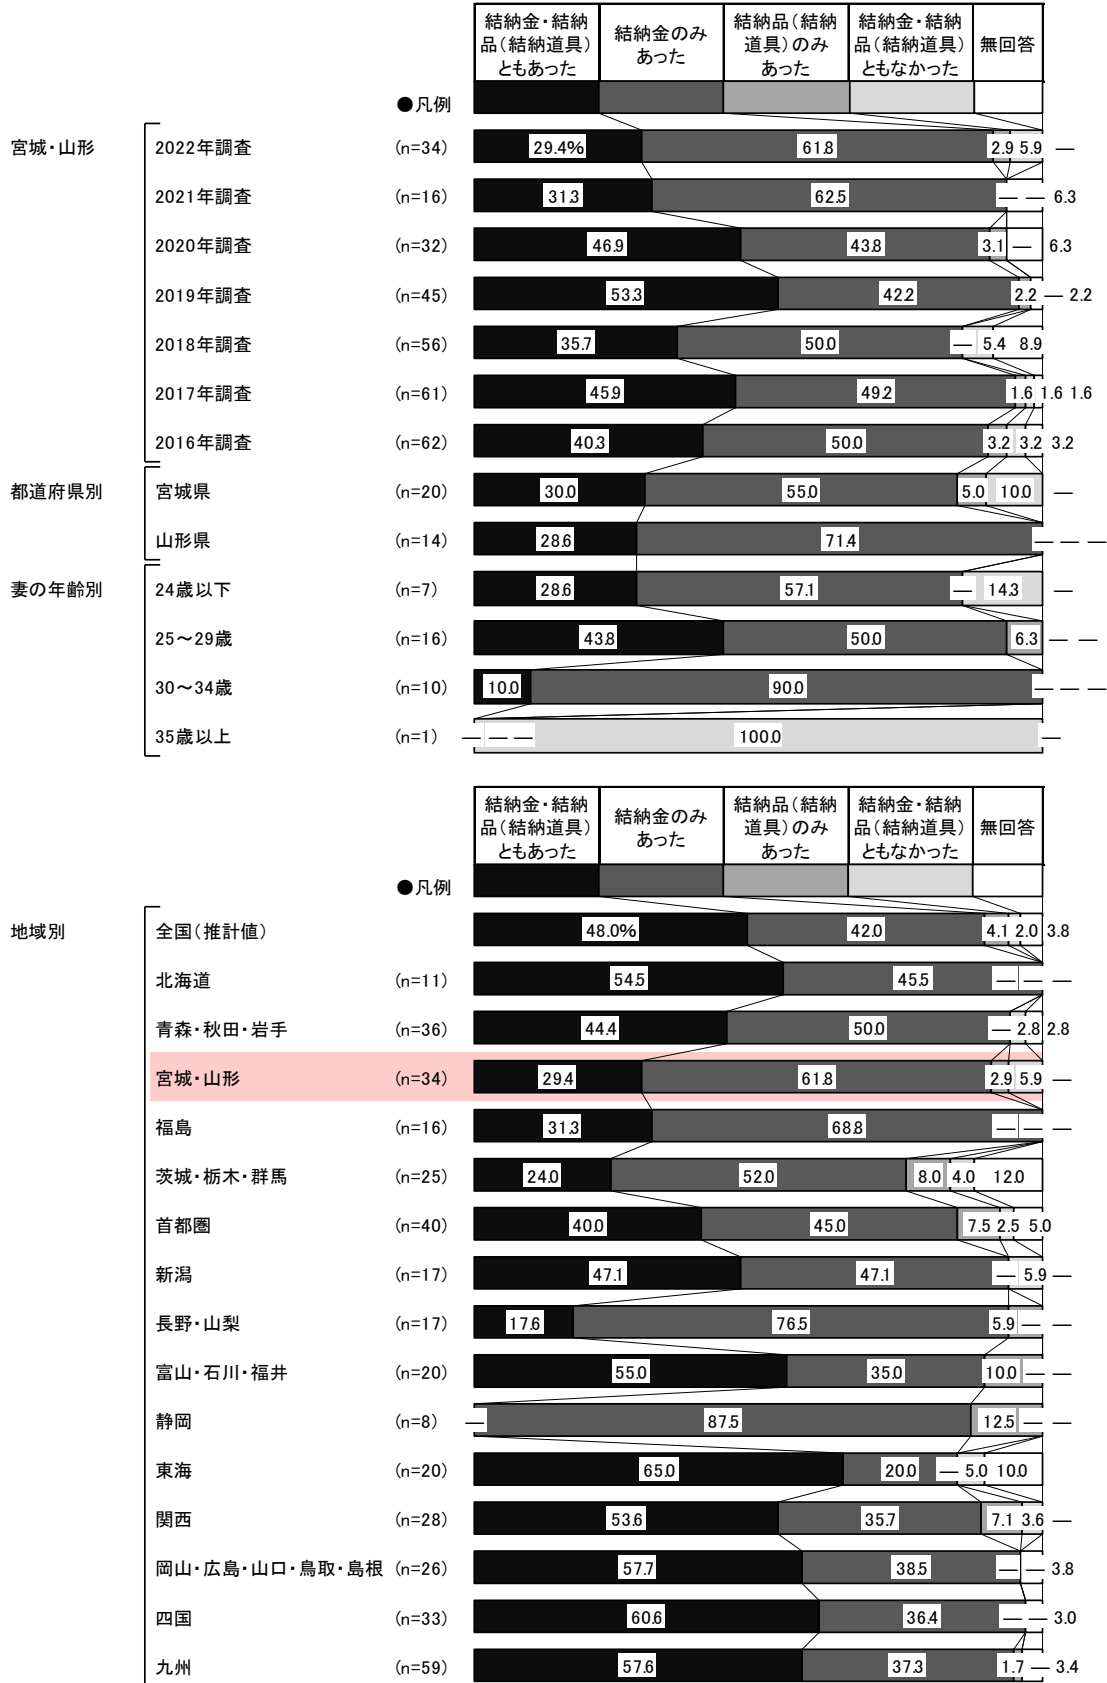 結納金・結納
品(結納道具)
ともあった
結納金のみ
あった
結納品(結納
道具)のみ
あった
結納金・結納
品(結納道具)
ともなかった
無回答
●凡例
宮城・山形 2022年調査 (n=34) 29.4% 61.8 2.9 5.9 —
2021年調査 (n=16) 31.3 62.5 — — 6.3
2020年調査 (n=32) 46.9 43.8 3.1 — 6.3
2019年調査 (n=45) 53.3 42.2 2.2 — 2.2
2018年調査 (n=56) 35.7 50.0 — 5.4 8.9
2017年調査 (n=61) 45.9 49.2 1.6 1.6 1.6
2016年調査 (n=62) 40.3 50.0 3.2 3.2 3.2
都道府県別 宮城県 (n=20) 30.0 55.0 5.0 10.0 —
山形県 (n=14) 28.6 71.4 — — —
妻の年齢別 24歳以下 (n=7) 28.6 57.1 — 14.3 —
25～29歳 (n=16) 43.8 50.0 6.3 — —
30～34歳 (n=10) 10.0 90.0 — — —
35歳以上 (n=1) — — — 100.0 —
結納金・結納
品(結納道具)
ともあった
結納金のみ
あった
結納品(結納
道具)のみ
あった
結納金・結納
品(結納道具)
ともなかった
無回答
●凡例
地域別 全国(推計値) 48.0% 42.0 4.1 2.0 3.8
北海道 (n=11) 54.5 45.5 — — —
青森・秋田・岩手 (n=36) 44.4 50.0 — 2.8 2.8
宮城・山形 (n=34) 29.4 61.8 2.9 5.9 —
福島 (n=16) 31.3 68.8 — — —
茨城・栃木・群馬 (n=25) 24.0 52.0 8.0 4.0 12.0
首都圏 (n=40) 40.0 45.0 7.5 2.5 5.0
新潟 (n=17) 47.1 47.1 — 5.9 —
長野・山梨 (n=17) 17.6 76.5 5.9 — —
富山・石川・福井 (n=20) 55.0 35.0 10.0 — —
静岡 (n=8) — 87.5 12.5 — —
東海 (n=20) 65.0 20.0 — 5.0 10.0
関西 (n=28) 53.6 35.7 7.1 3.6 —
岡山・広島・山口・鳥取・島根 (n=26) 57.7 38.5 — — 3.8
四国 (n=33) 60.6 36.4 — — 3.0
九州 (n=59) 57.6 37.3 1.7 — 3.4